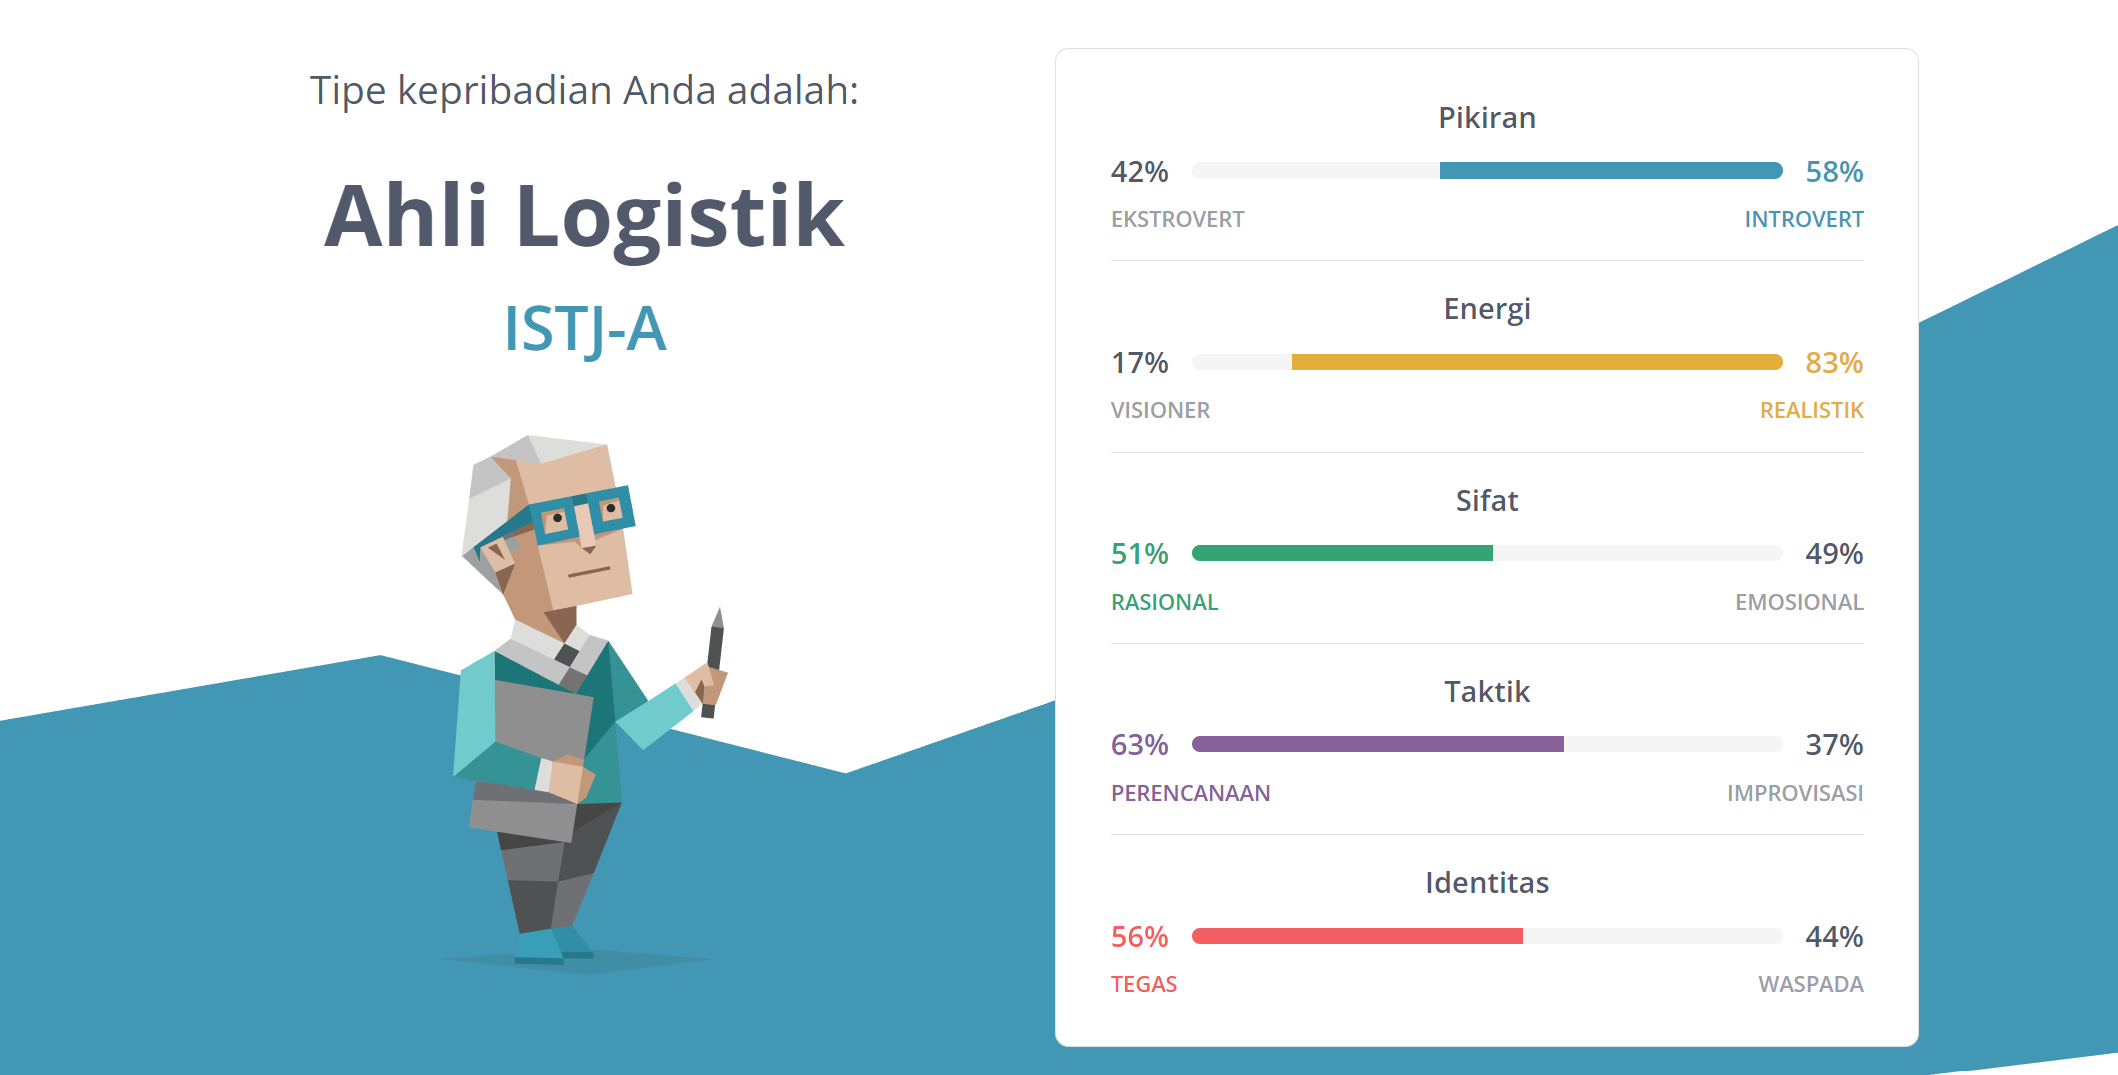 Tipe kepribadian Anda adalah:
Ahli Logistik
ISTJ-A
Pikiran
42% 58%
EKSTROVERT INTROVERT
Energi
17% 83%
VISIONER REALISTIK
Sifat
51% 49%
RASIONAL EMOSIONAL
Taktik
63% 37%
PERENCANAAN IMPROVISASI
Identitas
56% 44%
TEGAS WASPADA